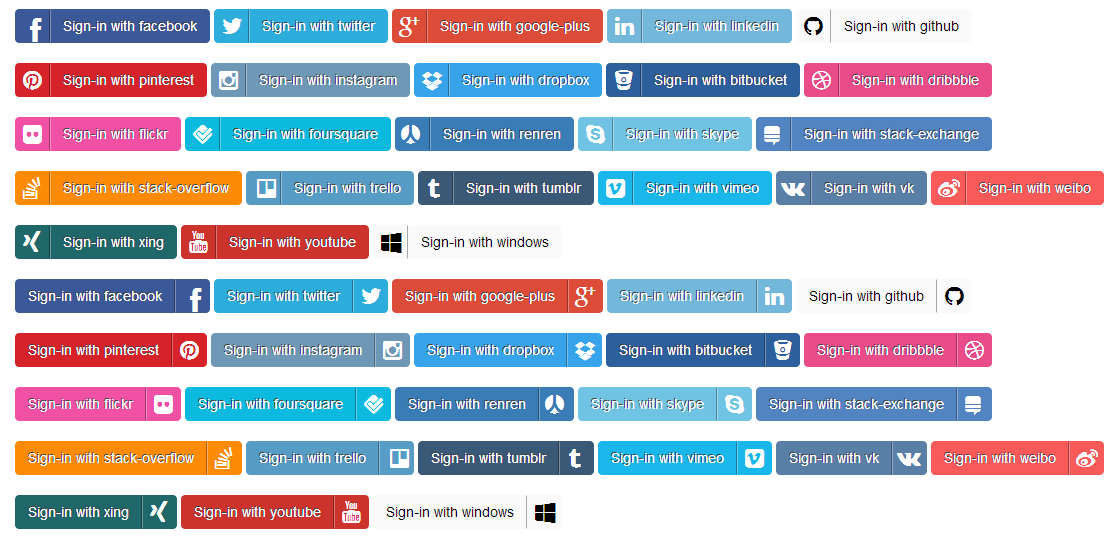 Sign-in with facebook Sign-in with twitter Sign-in with google-plus Sign-in with linkedin Sign-in with github
Sign-in with pinterest Sign-in with instagram Sign-in with dropbox Sign-in with bitbucket Sign-in with dribbble
Sign-in with flickr Sign-in with foursquare Sign-in with renren Sign-in with skype Sign-in with stack-exchange
Sign-in with stack-overflow Sign-in with trello Sign-in with tumblr Sign-in with vimeo Sign-in with vk Sign-in with weibo
Sign-in with xing You Tube Sign-in with youtube Sign-in with windows
Sign-in with facebook Sign-in with twitter Sign-in with google-plus Sign-in with linkedin Sign-in with github
Sign-in with pinterest Sign-in with instagram Sign-in with dropbox Sign-in with bitbucket Sign-in with dribbble
Sign-in with flickr Sign-in with foursquare Sign-in with renren Sign-in with skype Sign-in with stack-exchange
Sign-in with stack-overflow Sign-in with trello Sign-in with tumblr Sign-in with vimeo Sign-in with vk Sign-in with weibo
Sign-in with xing Sign-in with youtube You Tube Sign-in with windows